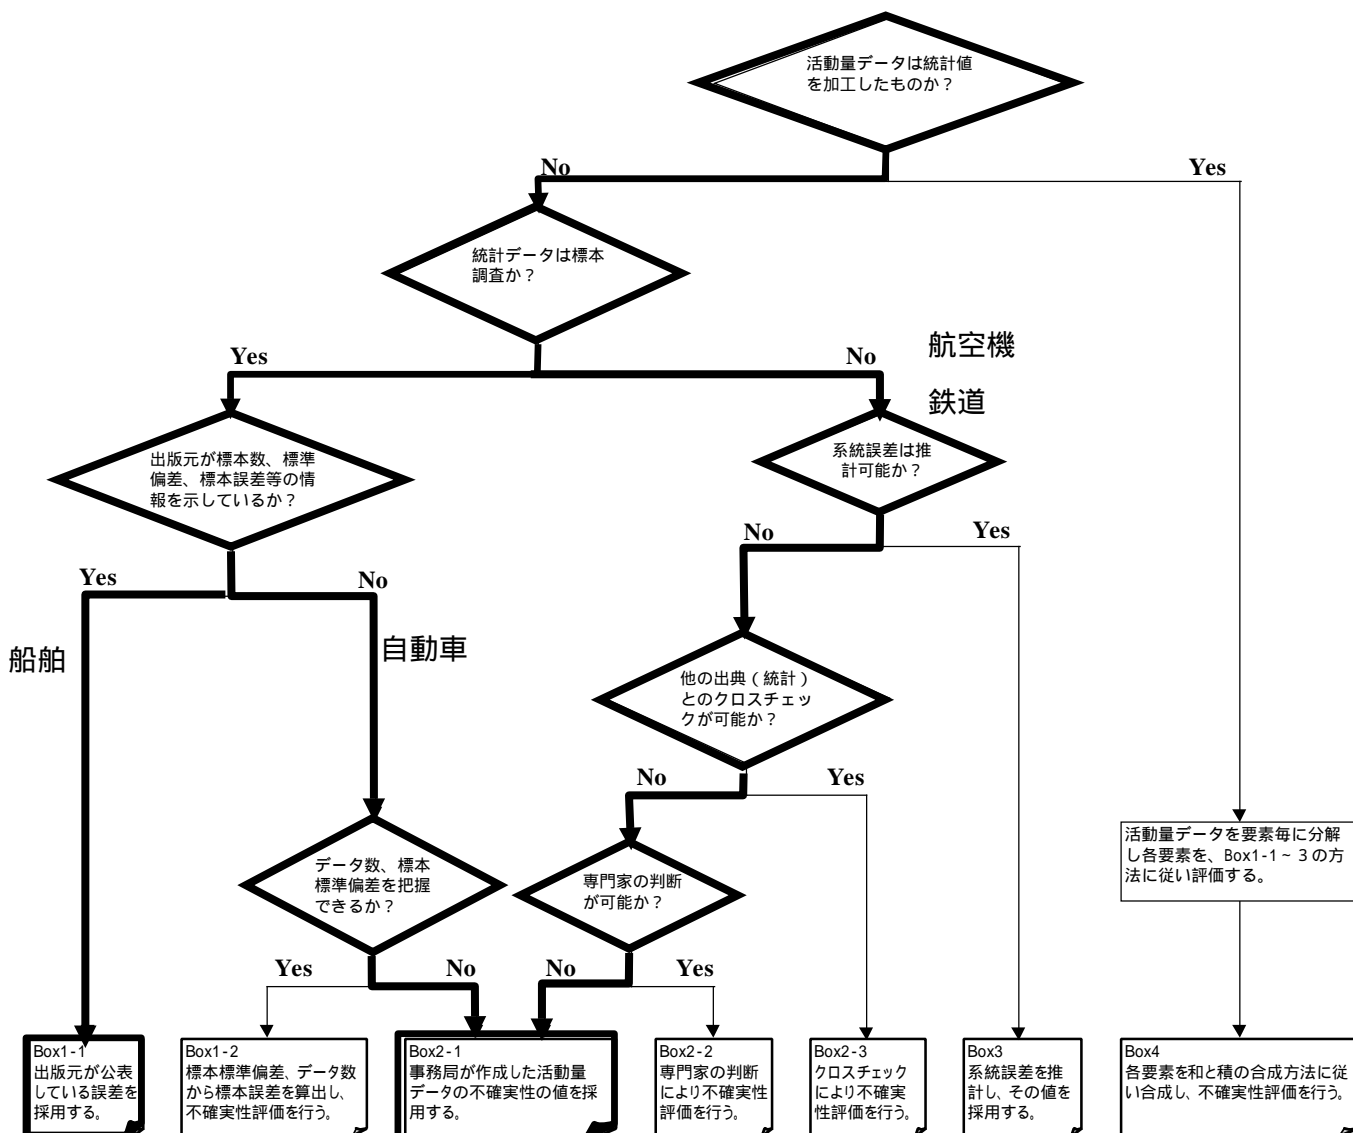 活動量データは統計値
を加工したものか？
No
Yes
統計データは標本
調査か？
Yes
No
航空機
鉄道
出版元が標本数、標準
偏差、標本誤差等の情
報を示しているか？
系統誤差は推
計可能か？
Yes
No
No
Yes
船舶
自動車
他の出典（統計）
とのクロスチェッ
クが可能か？
No
Yes
データ数、標本
標準偏差を把握
できるか？
専門家の判断
が可能か？
活動量データを要素毎に分解
し各要素を、Box1-1～３の方
法に従い評価する。
Yes
No
No
Yes
Box1-1
出版元が公表
している誤差を
採用する。
Box1-2
標本標準偏差、データ数
から標本誤差を算出し、
不確実性評価を行う。
Box2-1
事務局が作成した活動量
データの不確実性の値を採
用する。
Box2-2
専門家の判断
により不確実性
評価を行う。
Box2-3
クロスチェック
により不確実
性評価を行う。
Box3
系統誤差を推
計し、その値を
採用する。
Box4
各要素を和と積の合成方法に従
い合成し、不確実性評価を行う。